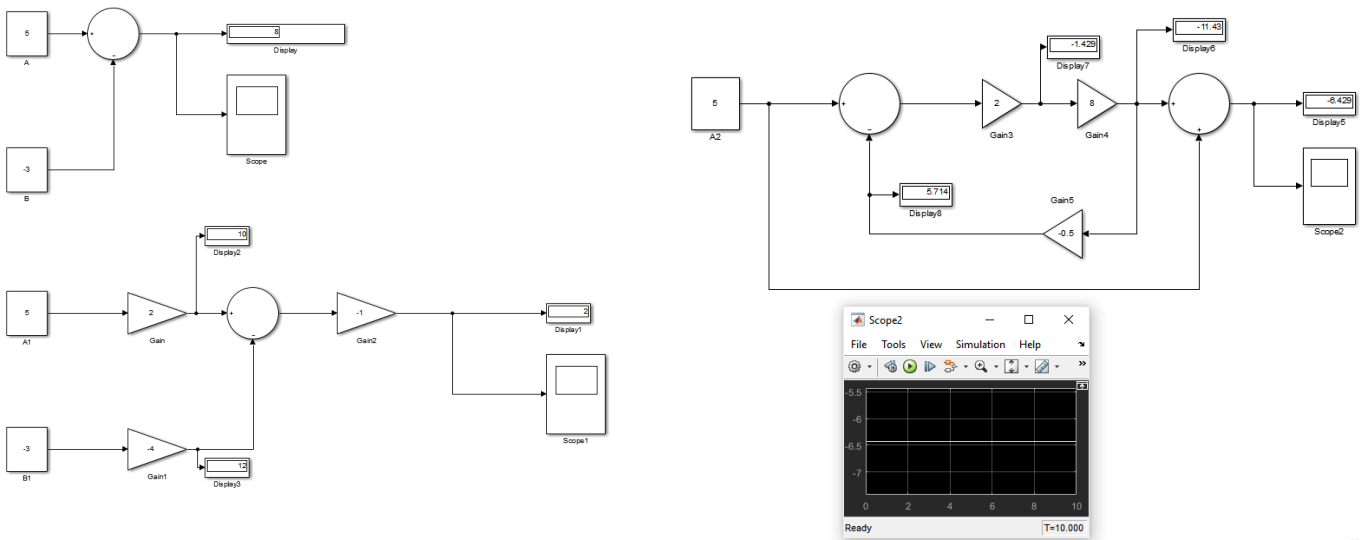 5
A
+
-
8
Display
Scope
-3
B
10
Display2
5
A1
2
Gain
+
-
-1
Gain2
2
Display1
Scope1
-3
B1
-4
Gain1
12
Display3
5
A2
+
-
2
Gain3
-1.429
Display7
8
Gain4
-11.43
Display6
+
+
-6.429
Display5
Scope2
5.714
Display8
Gain5
-0.5
Scope2
File Tools View Simulation Help
-5.5
-6
-6.5
-7
0 2 4 6 8 10
Ready T=10.000